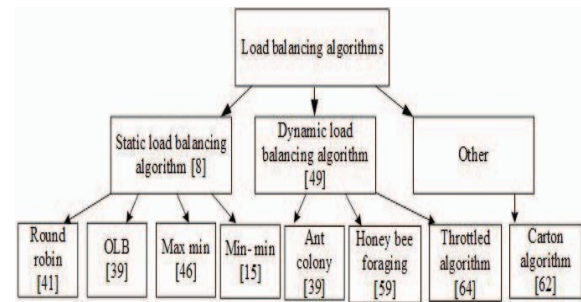 Load balancing algorithms
Static load balancing
algorithm [8]
Dynamic load
balancing algorithm
[49]
Other
Round
robin
[41]
OLB
[39]
Max min
[46]
Min- min
[15]
Ant
colony
[39]
Honey bee
foraging
[59]
Throttled
algorithm
[64]
Carton
algorithm
[62]